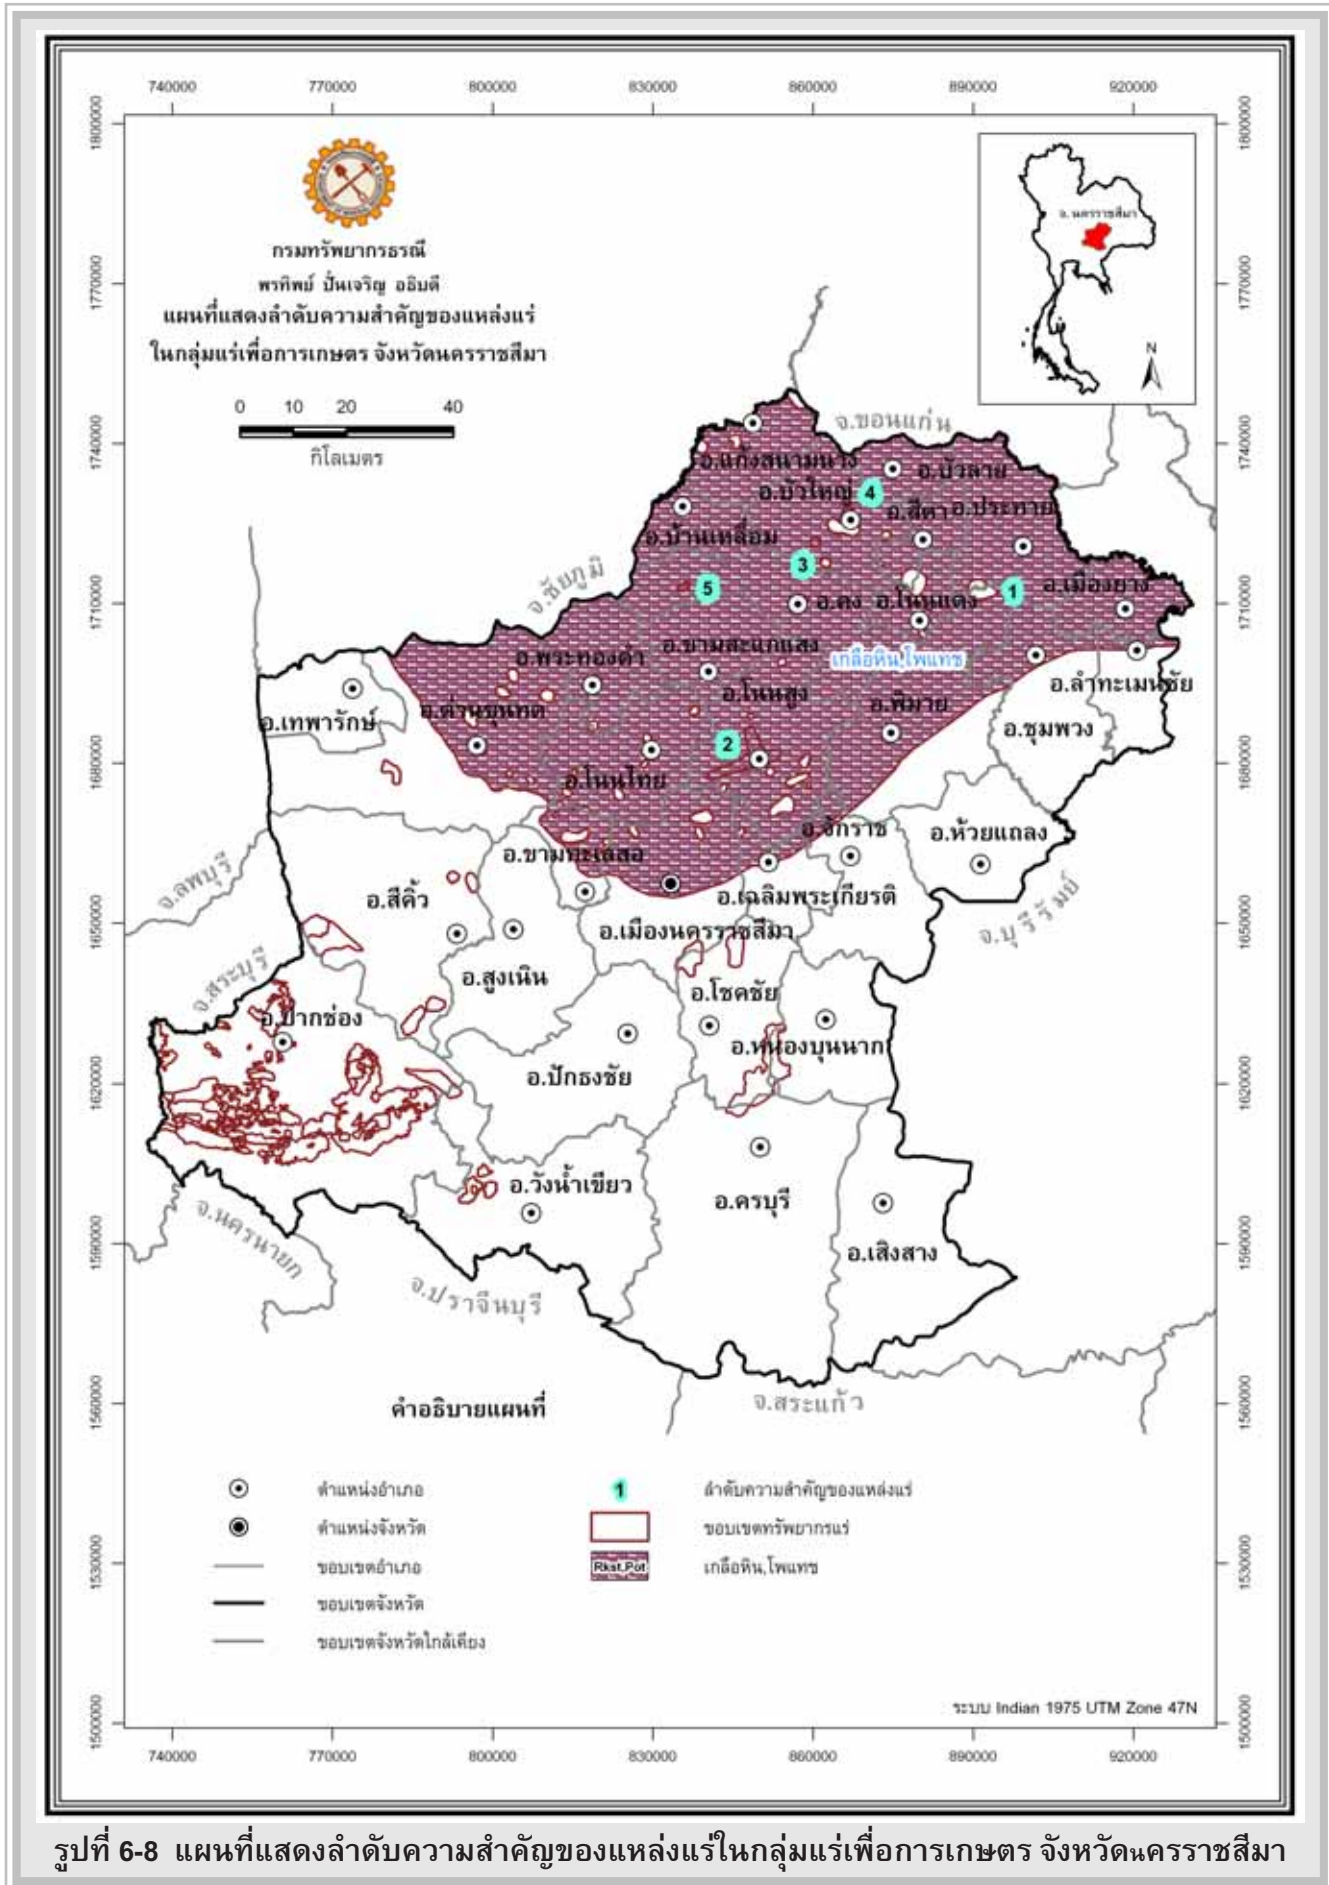 740000 770000 800000 830000 860000 890000 920000
1800000 1800000
1770000 1770000
1740000 1740000
1710000 1710000
1680000 1680000
1650000 1650000
1620000 1620000
1590000 1590000
1560000 1560000
1530000 1530000
1500000 1500000
กรมทรัพยากรธรณี
พรทิพย์ ปั่นเจริญ อธิบดี
แผนที่แสดงลำดับความสำคัญของแหล่งแร่
ในกลุ่มแร่เพื่อการเกษตร จังหวัดนครราชสีมา
0 10 20 40
กิโลเมตร
จ. นครราชสีมา
N
จ.ขอนแก่น
อ.แก้งสนามนาง
อ.บัวลาย
อ.บัวใหญ่
4
อ.สีดา
อ.ประทาย
อ.บ้านเหลื่อม
3
5
1
อ.เมืองยาง
จ.ชัยภูมิ
อ.คง
อ.โนนแดง
อ.ขามสะแกแสง
อ.พระทองคำ
เกลือหิน,โพแทช
อ.ลำทะเมนชัย
อ.โนนสูง
อ.พิมาย
อ.ด่านขุนทด
อ.เทพารักษ์
อ.ชุมพวง
2
อ.โนนไทย
อ.จักราช
อ.ห้วยแถลง
อ.ขามทะเลสอ
จ.ลพบุรี
อ.สีคิ้ว
อ.เฉลิมพระเกียรติ
จ.บุรีรัมย์
อ.เมืองนครราชสีมา
จ.สระบุรี
อ.สูงเนิน
อ.โชคชัย
อ.ปากช่อง
อ.หนองบุนนาก
อ.ปักธงชัย
อ.วังน้ำเขียว
อ.ครบุรี
จ.นครนายก
อ.เสิงสาง
จ.ปราจีนบุรี
จ.สระแก้ว
คำอธิบายแผนที่
ตำแหน่งอำเภอ
ตำแหน่งจังหวัด
ขอบเขตอำเภอ
ขอบเขตจังหวัด
ขอบเขตจังหวัดใกล้เคียง
1 ลำดับความสำคัญของแหล่งแร่
ขอบเขตทรัพยากรแร่
Rkst,Pot เกลือหิน,โพแทช
ระบบ Indian 1975 UTM Zone 47N
740000 770000 800000 830000 860000 890000 920000
รูปที่ 6-8 แผนที่แสดงลำดับความสำคัญของแหล่งแร่ในกลุ่มแร่เพื่อการเกษตร จังหวัดนครราชสีมา